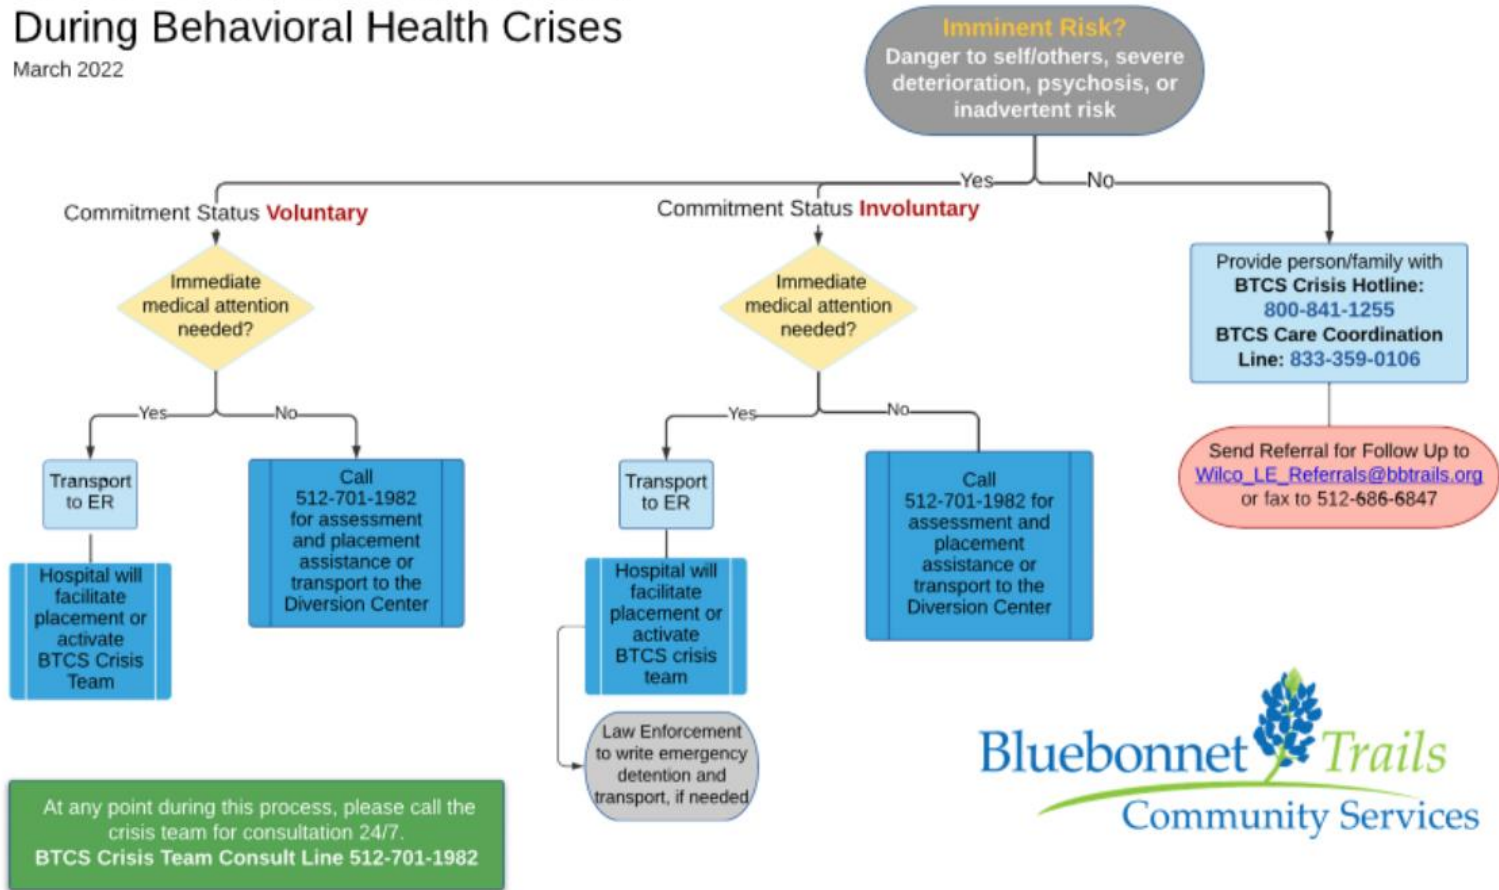 During Behavioral Health Crises
March 2022
Imminent Risk?
Danger to self/others, severe
deterioration, psychosis, or
inadvertent risk
Yes
No
Commitment Status Voluntary
Immediate
medical attention
needed?
Yes
No
Transport
to ER
Hospital will
facilitate
placement or
activate
BTCS Crisis
Team
Call
512-701-1982
for assessment
and placement
assistance or
transport to the
Diversion Center
Commitment Status Involuntary
Immediate
medical attention
needed?
Yes
No
Transport
to ER
Hospital will
facilitate
placement or
activate
BTCS crisis
team
Law Enforcement
to write emergency
detention and
transport, if needed
Call
512-701-1982 for
assessment and
placement
assistance or
transport to the
Diversion Center
Provide person/family with
BTCS Crisis Hotline:
800-841-1255
BTCS Care Coordination
Line: 833-359-0106
Send Referral for Follow Up to
Wilco_LE_Referrals@bbtrails.org
or fax to 512-686-6847
At any point during this process, please call the
crisis team for consultation 24/7.
BTCS Crisis Team Consult Line 512-701-1982
Bluebonnet Trails
Community Services